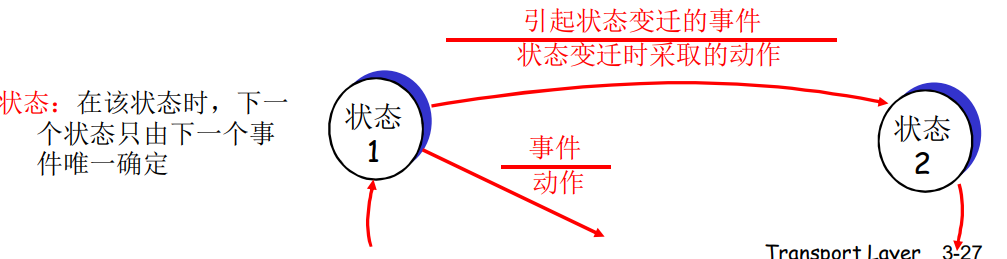 引起状态变迁的事件
状态变迁时采取的动作
状态：在该状态时，下一
个状态只由下一个事
件唯一确定
状态
1
事件
动作
状态
2
Transport Layer 3-27